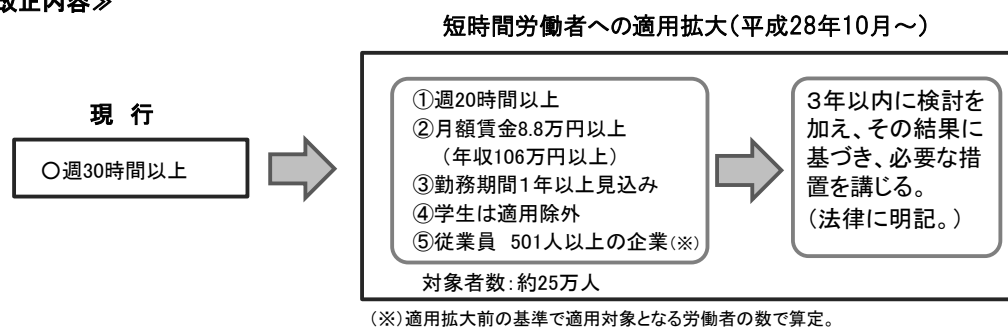 改正内容≫
短時間労働者への適用拡大(平成28年10月～)
現 行
○週30時間以上
①週20時間以上
②月額賃金8.8万円以上
（年収106万円以上）
③勤務期間1年以上見込み
④学生は適用除外
⑤従業員 501人以上の企業(※)
対象者数：約25万人
３年以内に検討を
加え、その結果に
基づき、必要な措
置を講じる。
（法律に明記。）
(※)適用拡大前の基準で適用対象となる労働者の数で算定。